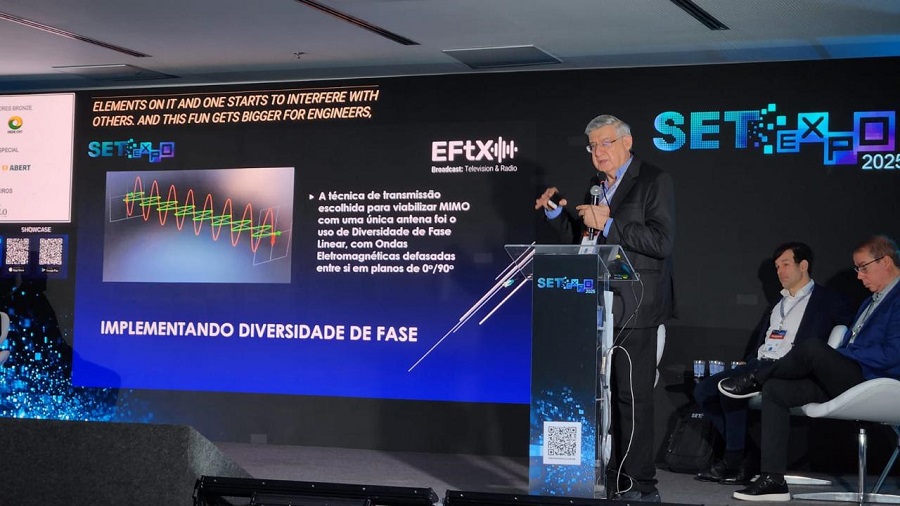 ELEMENTS ON IT AND ONE STARTS TO INTERFERE WITH
OTHERS. AND THIS FUN GETS BIGGER FOR ENGINEERS,
BRONZE
ABERT
SHOWCASE
SET EXPO
EFTX
Broadcast: Television & Radio
A técnica de transmissão
escolhida para viabilizar MIMO
com uma única antena foi o
uso de Diversidade de Fase
Linear, com Ondas
Eletromagnéticas defasadas
entre si em planos de 0º/90º
IMPLEMENTANDO DIVERSIDADE DE FASE
SET EXPO
2025
SET EXPO
2025